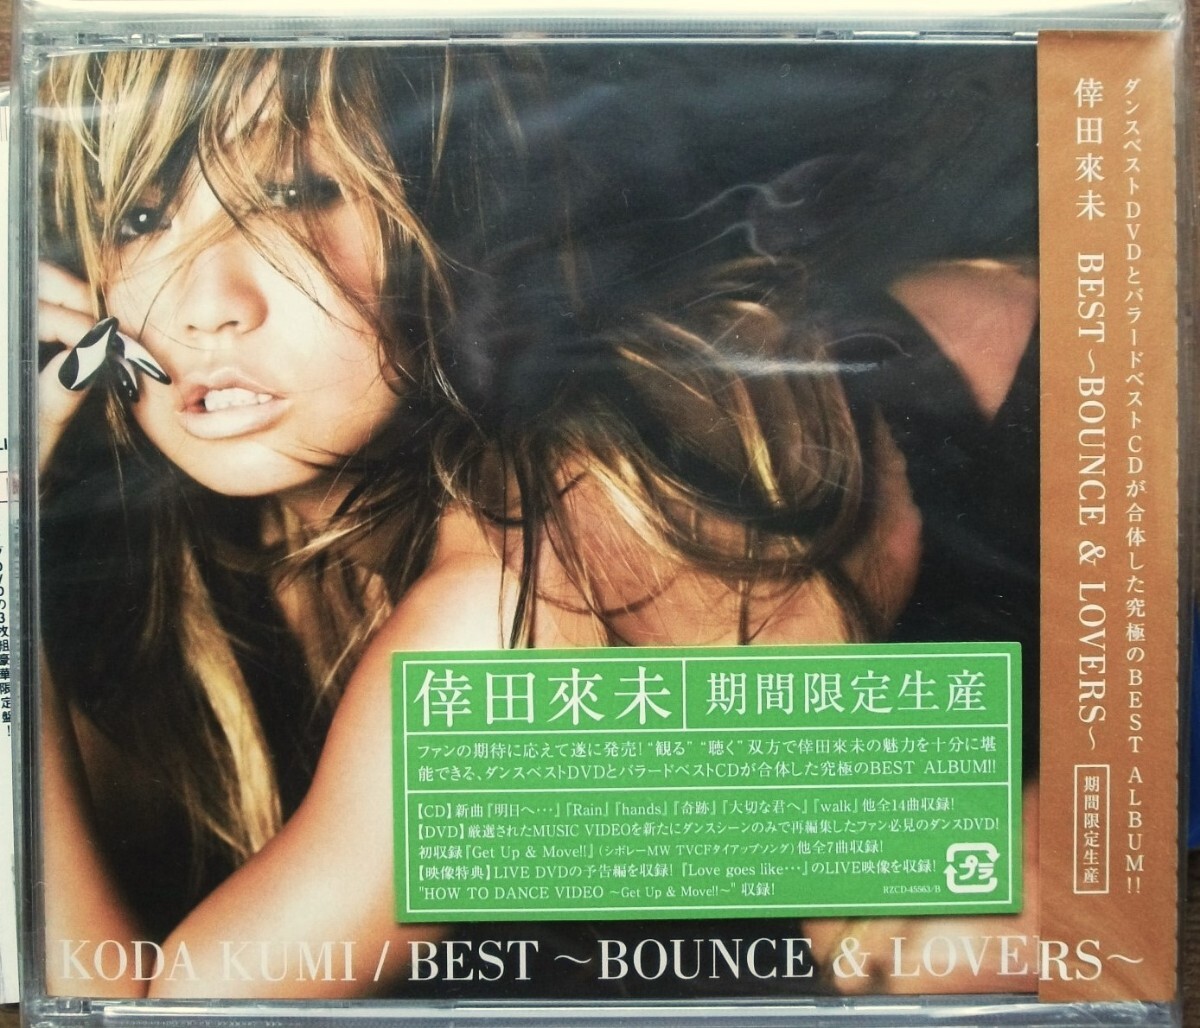 倖田來未 期間限定生産
ファンの期待に応えて遂に発売!“観る”“聴く”双方で倖田來未の魅力を十分に堪
能できる、ダンスベストDVDとバラードベストCDが合体した究極のBEST ALBUM!!
【CD】新曲『明日へ…』『Rain』『hands』『奇跡』『大切な君へ』『walk』他全14曲収録!
【DVD】厳選されたMUSIC VIDEOを新たにダンスシーンのみで再編集したファン必見のダンスDVD!
初収録『Get Up & Move!!』(シボレーMW TVCFタイアップソング)他全7曲収録!
【映像特典】LIVE DVDの予告編を収録!『Love goes like…』のLIVE映像を収録!
"HOW TO DANCE VIDEO ～Get Up & Move!!～" 収録!
プラ
RZCD-45563/B
KODA KUMI / BEST ～BOUNCE & LOVERS～
ダンスベストDVDとバラードベストCDが合体した究極のBEST ALBUM!!
倖田來未 BEST～BOUNCE & LOVERS～ 期間限定生産
の3枚組豪華限定盤!